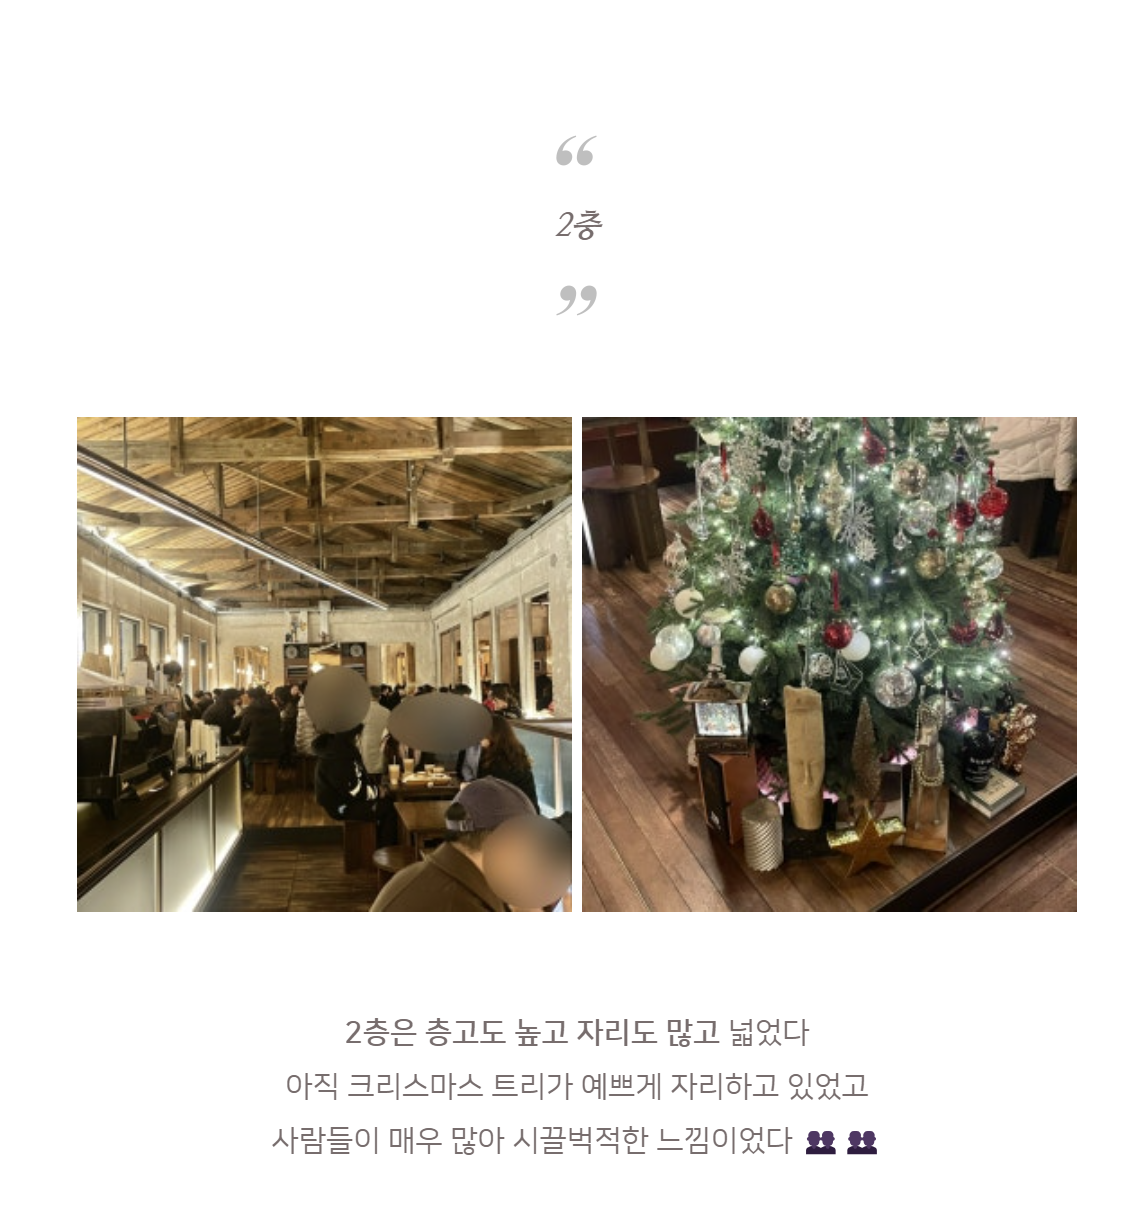 “
2층
”
2층은 층고도 높고 자리도 많고 넓었다
아직 크리스마스 트리가 예쁘게 자리하고 있었고
사람들이 매우 많아 시끌벅적한 느낌이었다 👥 👥